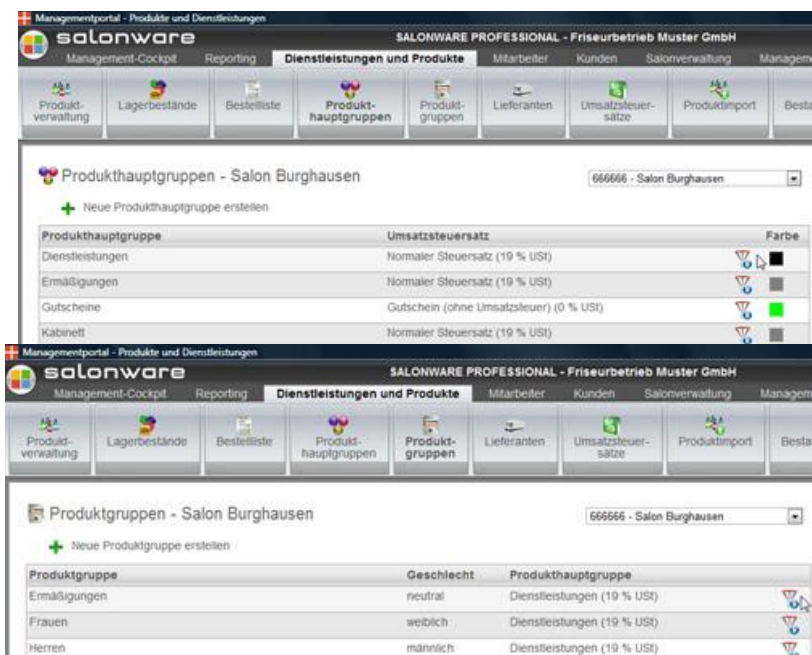 Managementportal - Produkte und Dienstleistungen
salonware SALONWARE PROFESSIONAL - Friseurbetrieb Muster GmbH
Management-Cockpit Reporting Dienstleistungen und Produkte Mitarbeiter Kunden Salonverwaltung
Produkt-verwaltung Lagerbestände Bestellliste Produkt-hauptgruppen Produkt-gruppen Lieferanten Umsatzsteuer-sätze Produktimport
Produkthauptgruppen - Salon Burghausen 666666 - Salon Burghausen
Neue Produkthauptgruppe erstellen
Produkthauptgruppe Umsatzsteuersatz Farbe
Dienstleistungen Normaler Steuersatz (19 % USt)
Ermäßigungen Normaler Steuersatz (19 % USt)
Gutscheine Gutschein (ohne Umsatzsteuer) (0 % USt)
Kabinett Normaler Steuersatz (19 % USt)
Managementportal - Produkte und Dienstleistungen
salonware SALONWARE PROFESSIONAL - Friseurbetrieb Muster GmbH
Management-Cockpit Reporting Dienstleistungen und Produkte Mitarbeiter Kunden Salonverwaltung
Produkt-verwaltung Lagerbestände Bestellliste Produkt-hauptgruppen Produkt-gruppen Lieferanten Umsatzsteuer-sätze Produktimport
Produktgruppen - Salon Burghausen 666666 - Salon Burghausen
Neue Produktgruppe erstellen
Produktgruppe Geschlecht Produkthauptgruppe
Ermäßigungen neutral Dienstleistungen (19 % USt)
Frauen weiblich Dienstleistungen (19 % USt)
Herren männlich Dienstleistungen (19 % USt)